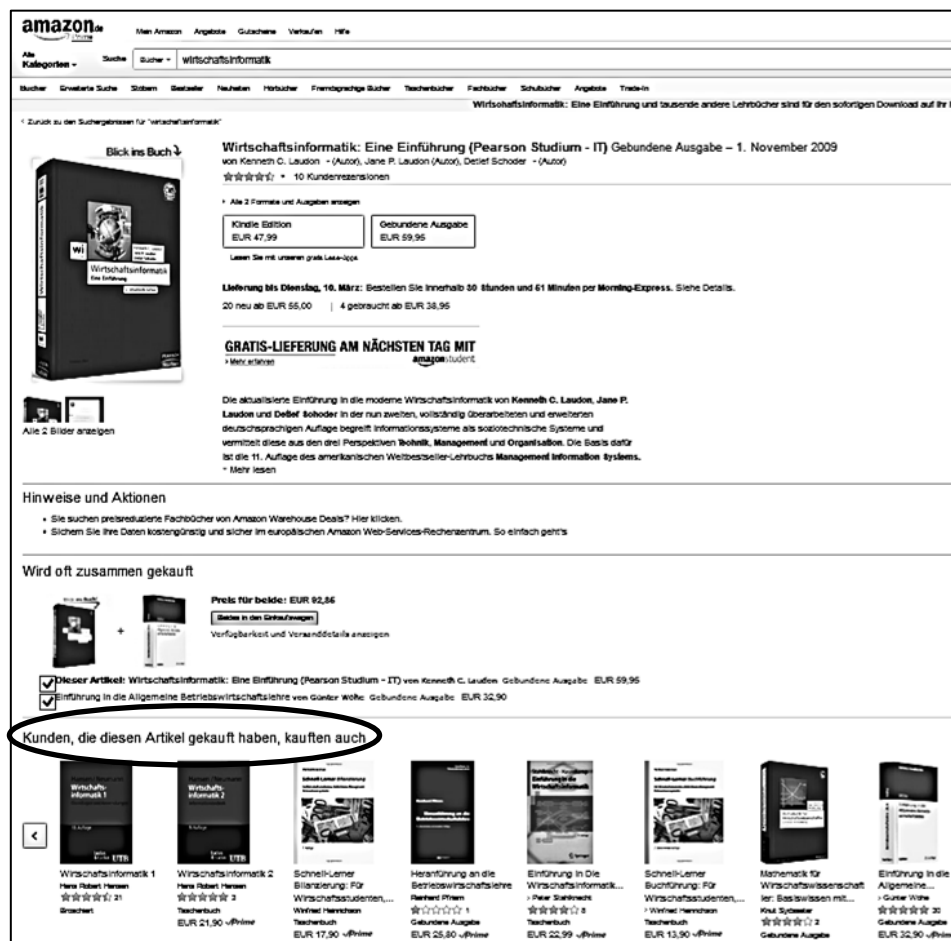 amazon.de
Prime
Mein Amazon Angebote Gutscheine Verkaufen Hilfe
Alle
Kategorien
Suche Bücher wirtschaftsinformatik
Bücher Erweiterte Suche Stöbern Bestseller Neuheiten Hörbücher Fremdsprachige Bücher Taschenbücher Fachbücher Schulbücher Angebote Trade-In
Wirtschaftsinformatik: Eine Einführung und tausende andere Lehrbücher sind für den sofortigen Download auf Ihr
‹ Zurück zu den Suchergebnissen für "wirtschaftsinformatik"
Blick ins Buch
Wirtschaftsinformatik: Eine Einführung (Pearson Studium - IT) Gebundene Ausgabe – 1. November 2009
von Kenneth C. Laudon (Autor), Jane P. Laudon (Autor), Detlef Schoder (Autor)
10 Kundenrezensionen
› Alle 2 Formate und Ausgaben anzeigen
Kindle Edition
EUR 47,99
Gebundene Ausgabe
EUR 59,95
Lesen Sie mit unseren gratis Lese-Apps
wi
Wirtschaftsinformatik
Eine Einführung
Lieferung bis Dienstag, 10. März: Bestellen Sie innerhalb 30 Stunden und 51 Minuten per Morning-Express. Siehe Details.
20 neu ab EUR 55,00 | 4 gebraucht ab EUR 38,95
GRATIS-LIEFERUNG AM NÄCHSTEN TAG MIT
› Mehr erfahren amazonstudent
Alle 2 Bilder anzeigen
Die aktualisierte Einführung in die moderne Wirtschaftsinformatik von Kenneth C. Laudon, Jane P.
Laudon und Detlef Schoder in der nun zweiten, vollständig überarbeiteten und erweiterten
deutschsprachigen Auflage begreift Informationssysteme als soziotechnische Systeme und
vermittelt diese aus den drei Perspektiven Technik, Management und Organisation. Die Basis dafür
ist die 11. Auflage des amerikanischen Weltbestseller-Lehrbuchs Management Information Systems.
Mehr lesen
Hinweise und Aktionen
• Sie suchen preisreduzierte Fachbücher von Amazon Warehouse Deals? Hier klicken.
• Sichern Sie Ihre Daten kostengünstig und sicher im europäischen Amazon Web-Services-Rechenzentrum. So einfach geht's
Wird oft zusammen gekauft
+
Preis für beide: EUR 92,85
Beides in den Einkaufswagen
Verfügbarkeit und Versanddetails anzeigen
Dieser Artikel: Wirtschaftsinformatik: Eine Einführung (Pearson Studium - IT) von Kenneth C. Laudon Gebundene Ausgabe EUR 59,95
Einführung in die Allgemeine Betriebswirtschaftslehre von Günter Wöhe Gebundene Ausgabe EUR 32,90
Kunden, die diesen Artikel gekauft haben, kauften auch
Wirtschaftsinformatik 1
Hans Robert Hansen
21
Broschiert
Wirtschaftsinformatik 2
Hans Robert Hansen
3
Taschenbuch
EUR 21,90 Prime
Schnell-Lerner
Bilanzierung: Für
Wirtschaftsstudenten,...
Winfried Henrichson
Taschenbuch
EUR 17,90 Prime
Heranführung an die
Betriebswirtschaftslehre
Reinhard Pfriem
1
Gebundene Ausgabe
EUR 25,80 Prime
Einführung in Die
Wirtschaftsinformatik...
› Peter Stahlknecht
8
Taschenbuch
EUR 22,99 Prime
Schnell-Lerner
Buchführung: Für
Wirtschaftsstudenten,...
› Winfried Henrichson
Taschenbuch
EUR 13,90 Prime
Mathematik für
Wirtschaftswissenschaft
ler: Basiswissen mit...
Knut Sydsaeter
2
Gebundene Ausgabe
Einführung in die
Allgemeine...
› Günter Wöhe
30
Gebundene Ausgabe
EUR 32,90 Prime